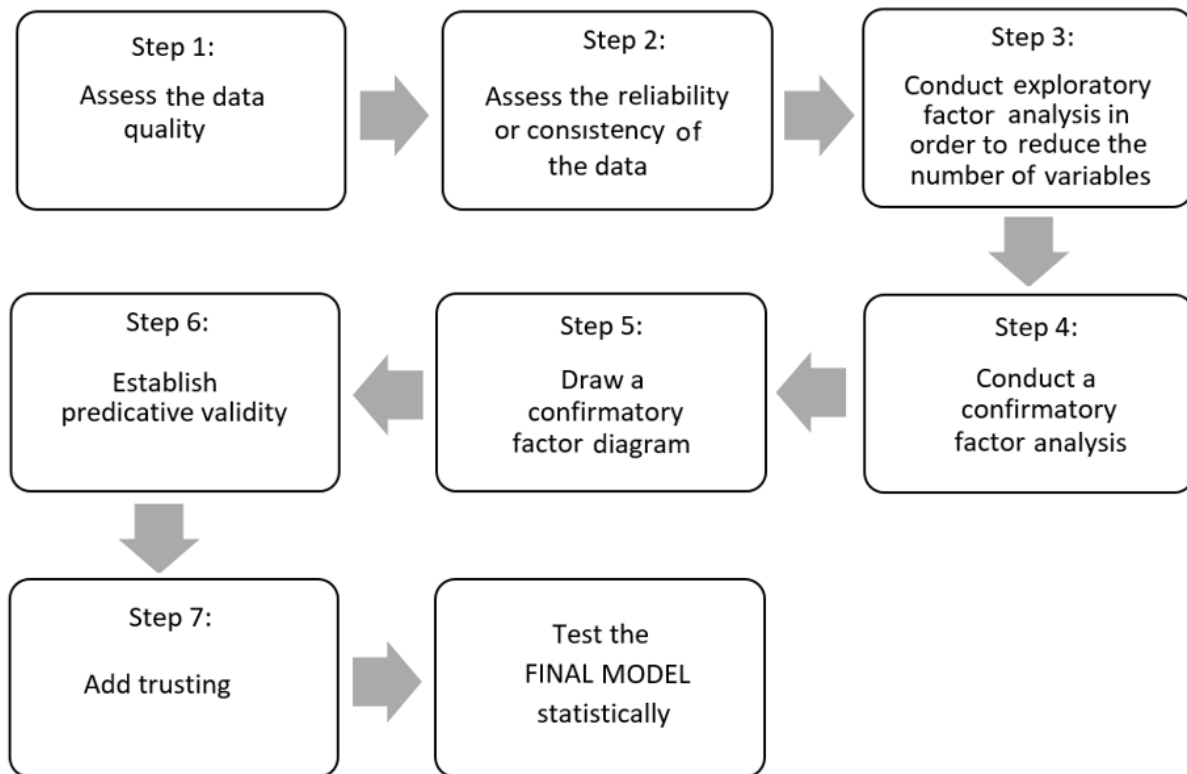 Step 1:
Assess the data
quality
Step 2:
Assess the reliability
or consistency of
the data
Step 3:
Conduct exploratory
factor analysis in
order to reduce the
number of variables
Step 4:
Conduct a
confirmatory
factor analysis
Step 5:
Draw a
confirmatory
factor diagram
Step 6:
Establish
predicative validity
Step 7:
Add trusting
Test the
FINAL MODEL
statistically